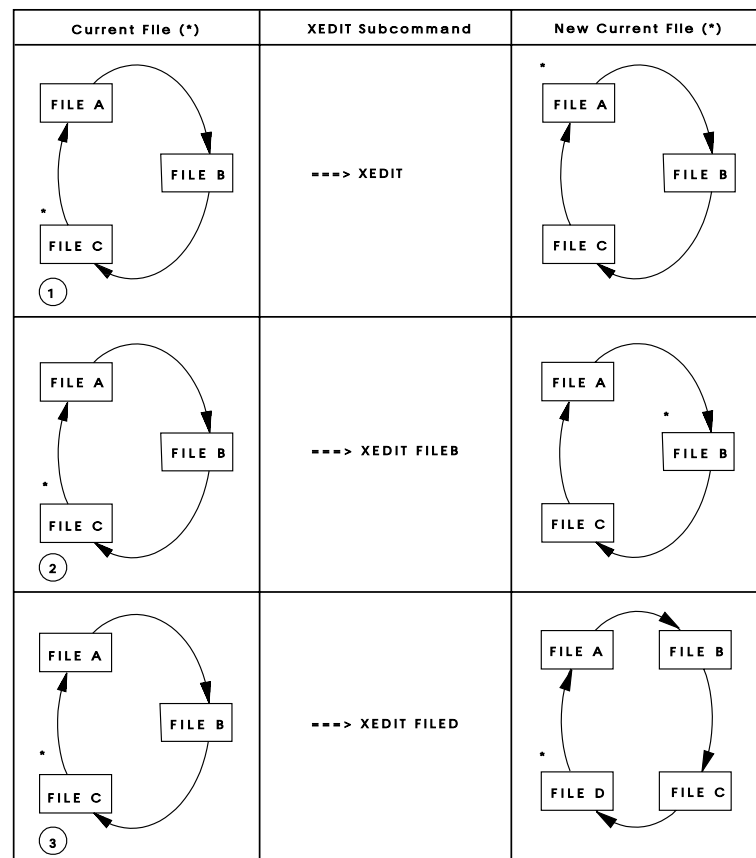 Current File (*) XEDIT Subcommand New Current File (*)
*
FILE A FILE A
FILE B ===> XEDIT FILE B
*
FILE C FILE C
1
FILE A FILE A
*
FILE B ===> XEDIT FILEB FILE B
*
FILE C FILE C
2
FILE A FILE A FILE B
FILE B ===> XEDIT FILED
* *
FILE C FILE D FILE C
3